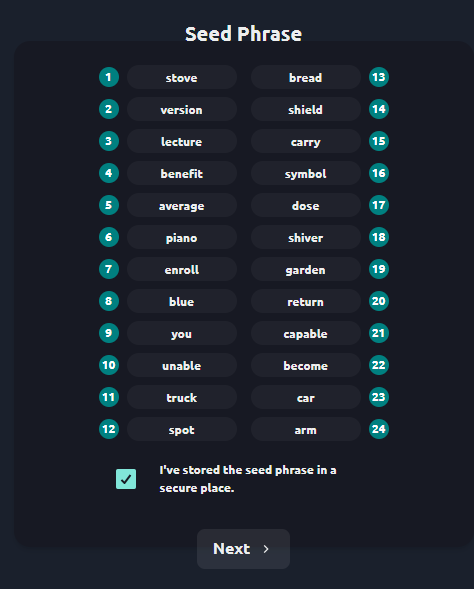 Seed Phrase
1 stove bread 13
2 version shield 14
3 lecture carry 15
4 benefit symbol 16
5 average dose 17
6 piano shiver 18
7 enroll garden 19
8 blue return 20
9 you capable 21
10 unable become 22
11 truck car 23
12 spot arm 24
I've stored the seed phrase in a
secure place.
Next